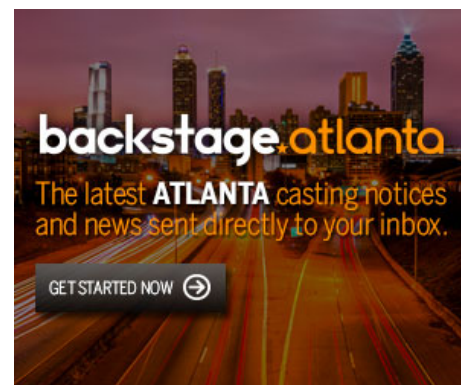 backstage.atlanta
The latest ATLANTA casting notices
and news sent directly to your inbox.
GET STARTED NOW